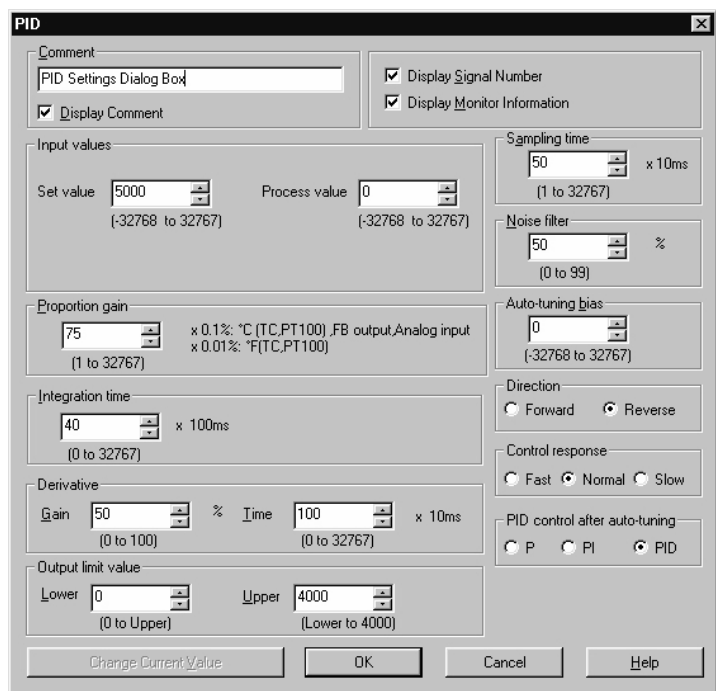 PID
Comment
PID Settings Dialog Box
Display Comment
Display Signal Number
Display Monitor Information
Input values
Set value 5000 Process value 0
(-32768 to 32767) (-32768 to 32767)
Sampling time
50 x 10ms
(1 to 32767)
Noise filter
50 %
(0 to 99)
Proportion gain
75 x 0.1%: °C (TC,PT100) ,FB output,Analog input
x 0.01%: °F(TC,PT100)
(1 to 32767)
Auto-tuning bias
0
(-32768 to 32767)
Integration time
40 x 100ms
(0 to 32767)
Direction
Forward Reverse
Control response
Fast Normal Slow
Derivative
Gain 50 % Time 100 x 10ms
(0 to 100) (0 to 32767)
PID control after auto-tuning
P PI PID
Output limit value
Lower 0 Upper 4000
(0 to Upper) (Lower to 4000)
Change Current Value OK Cancel Help